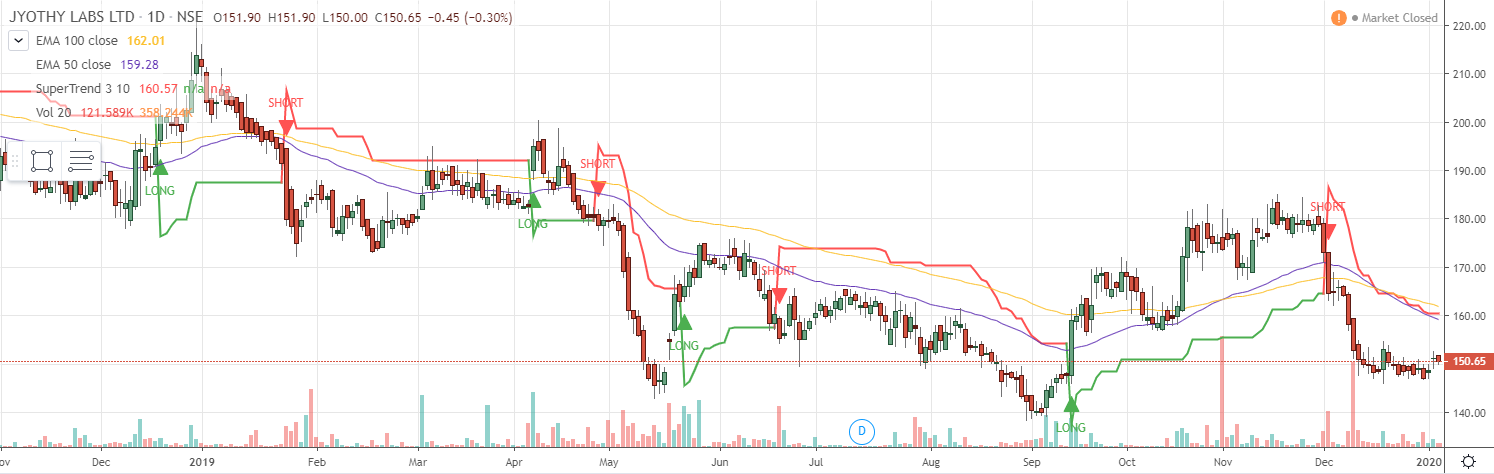 JYOTHY LABS LTD · 1D · NSE O151.90 H151.90 L150.00 C150.65 −0.45 (−0.30%)
! Market Closed
EMA 100 close 162.01
EMA 50 close 159.28
SuperTrend 3 10 160.57 n/a n/a
Vol 20 121.589K 358.244K
SHORT
LONG
LONG
SHORT
LONG
SHORT
LONG
SHORT
D
220.00
210.00
200.00
190.00
180.00
170.00
160.00
150.65
140.00
ov Dec 2019 Feb Mar Apr May Jun Jul Aug Sep Oct Nov Dec 2020